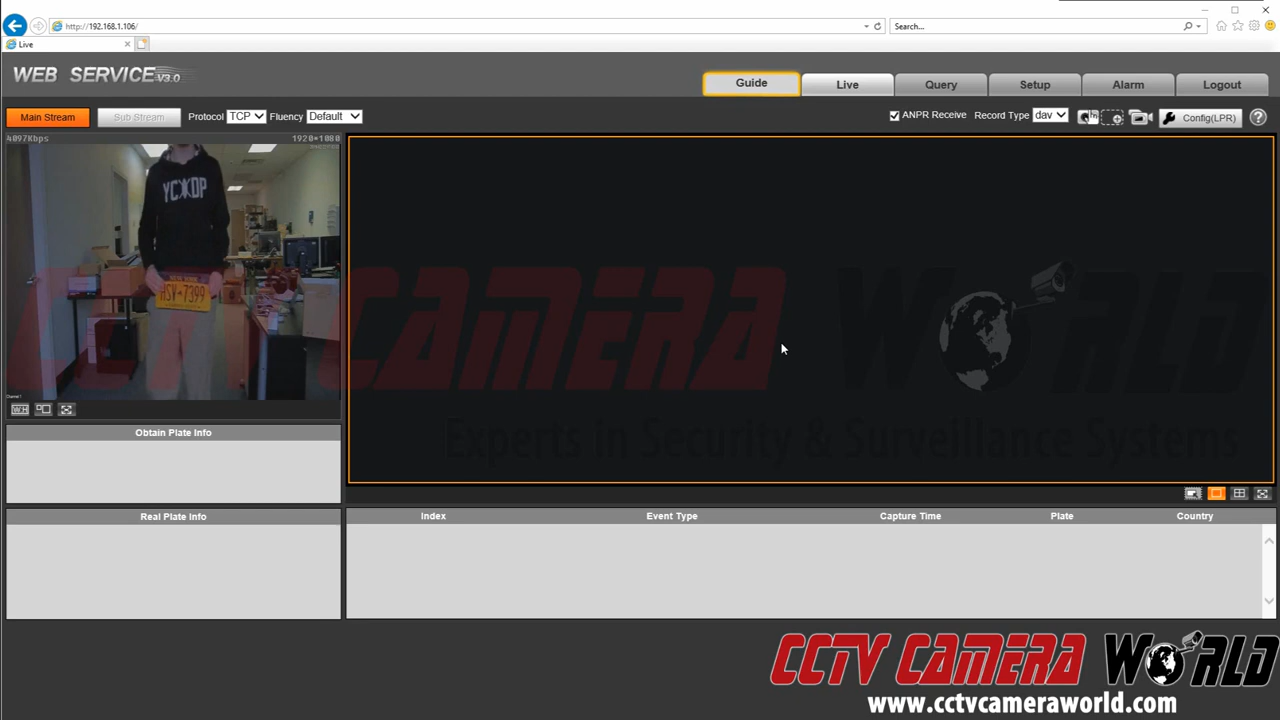 http://192.168.1.106/
Search...
Live
WEB SERVICE V3.0
Guide
Live
Query
Setup
Alarm
Logout
Main Stream
Sub Stream
Protocol TCP Fluency Default
ANPR Receive Record Type dav
Config(LPR)
4097Kbps
1920*1080
NEW YORK
HSV 7399
W:H
Obtain Plate Info
Real Plate Info
CCTV CAMERA WORLD
Experts in Security & Surveillance Systems
Index Event Type Capture Time Plate Country
CCTV CAMERA WORLD
www.cctvcameraworld.com